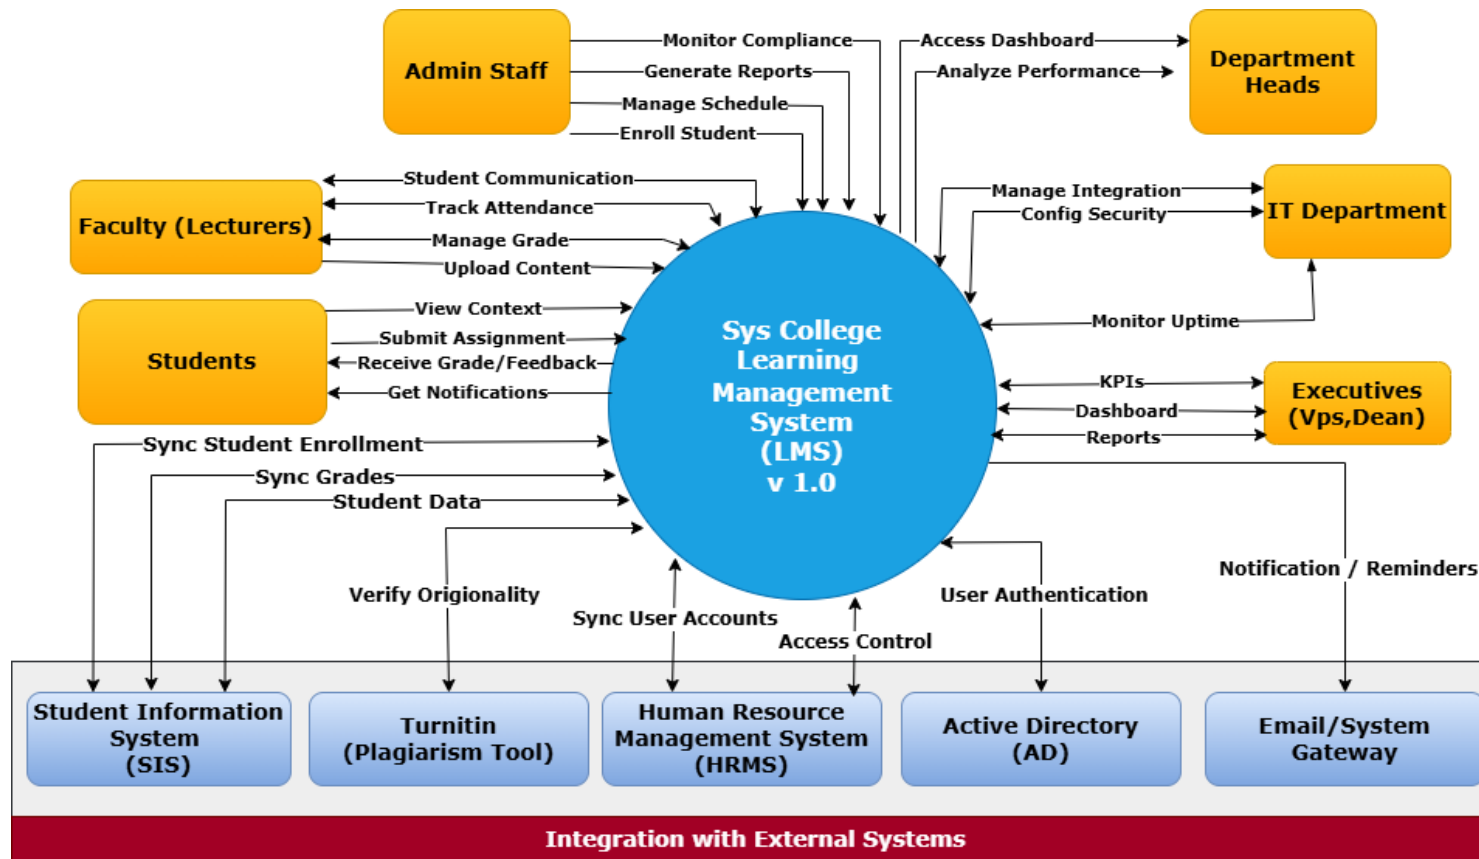 Admin Staff
Monitor Compliance
Generate Reports
Manage Schedule
Enroll Student
Access Dashboard
Analyze Performance
Department
Heads
Faculty (Lecturers)
Student Communication
Track Attendance
Manage Grade
Upload Content
Manage Integration
Config Security
Monitor Uptime
IT Department
Students
View Context
Submit Assignment
Receive Grade/Feedback
Get Notifications
Sys College
Learning
Management
System
(LMS)
v 1.0
KPIs
Dashboard
Reports
Executives
(Vps,Dean)
Sync Student Enrollment
Sync Grades
Student Data
Verify Origionality
Sync User Accounts
Access Control
User Authentication
Notification / Reminders
Student Information
System
(SIS)
Turnitin
(Plagiarism Tool)
Human Resource
Management System
(HRMS)
Active Directory
(AD)
Email/System
Gateway
Integration with External Systems